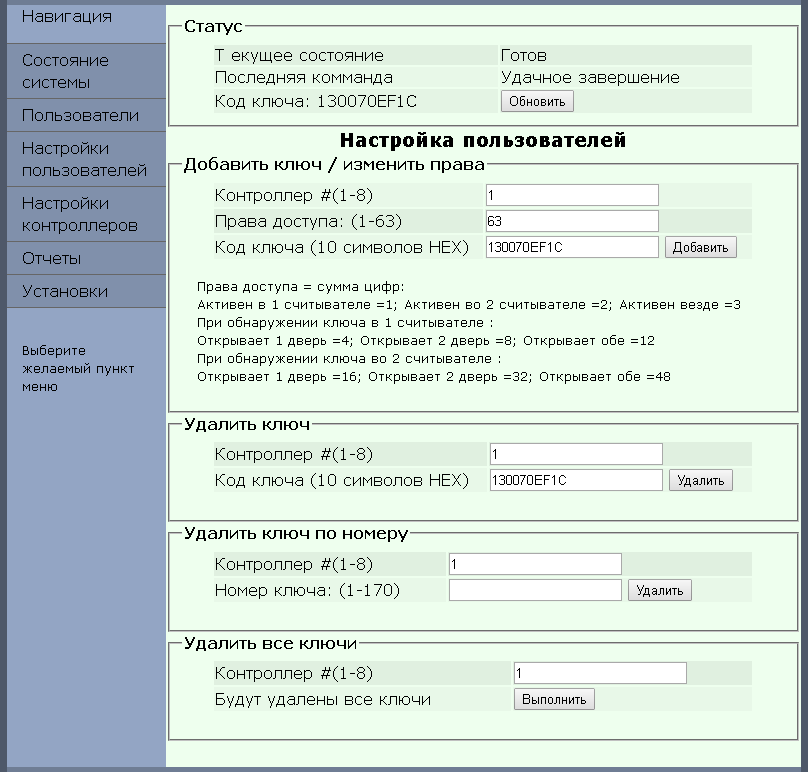 Навигация
Состояние
системы
Пользователи
Настройки
пользователей
Настройки
контроллеров
Отчеты
Установки
Выберите
желаемый пункт
меню
Статус
Т екущее состояние Готов
Последняя комманда Удачное завершение
Код ключа: 130070EF1C Обновить
Настройка пользователей
Добавить ключ / изменить права
Контроллер #(1-8) 1
Права доступа: (1-63) 63
Код ключа (10 символов HEX) 130070EF1C Добавить
Права доступа = сумма цифр:
Активен в 1 считывателе =1; Активен во 2 считывателе =2; Активен везде =3
При обнаружении ключа в 1 считывателе :
Открывает 1 дверь =4; Открывает 2 дверь =8; Открывает обе =12
При обнаружении ключа во 2 считывателе :
Открывает 1 дверь =16; Открывает 2 дверь =32; Открывает обе =48
Удалить ключ
Контроллер #(1-8) 1
Код ключа (10 символов HEX) 130070EF1C Удалить
Удалить ключ по номеру
Контроллер #(1-8) 1
Номер ключа: (1-170) Удалить
Удалить все ключи
Контроллер #(1-8) 1
Будут удалены все ключи Выполнить